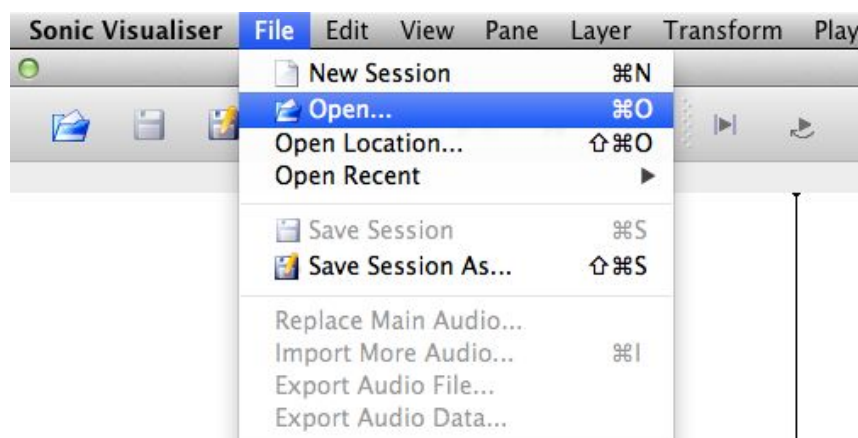 Sonic Visualiser File Edit View Pane Layer Transform Play
New Session ⌘N
Open... ⌘O
Open Location... ⇧⌘O
Open Recent ▶
Save Session ⌘S
Save Session As... ⇧⌘S
Replace Main Audio...
Import More Audio... ⌘I
Export Audio File...
Export Audio Data...